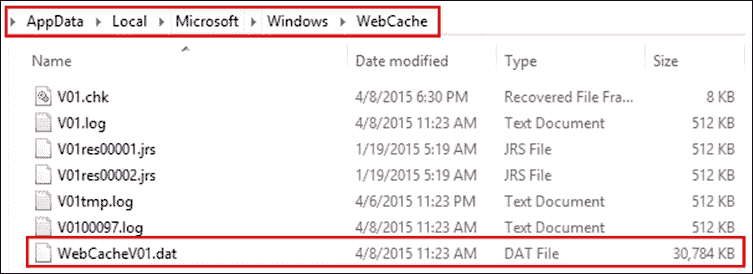 AppData Local Microsoft Windows WebCache
Name Date modified Type Size
V01.chk 4/8/2015 6:30 PM Recovered File Fra... 8 KB
V01.log 4/8/2015 11:23 AM Text Document 512 KB
V01res00001.jrs 1/19/2015 5:19 AM JRS File 512 KB
V01res00002.jrs 1/19/2015 5:19 AM JRS File 512 KB
V01tmp.log 4/6/2015 11:23 PM Text Document 512 KB
V0100097.log 4/8/2015 11:23 AM Text Document 512 KB
WebCacheV01.dat 4/8/2015 11:23 AM DAT File 30,784 KB